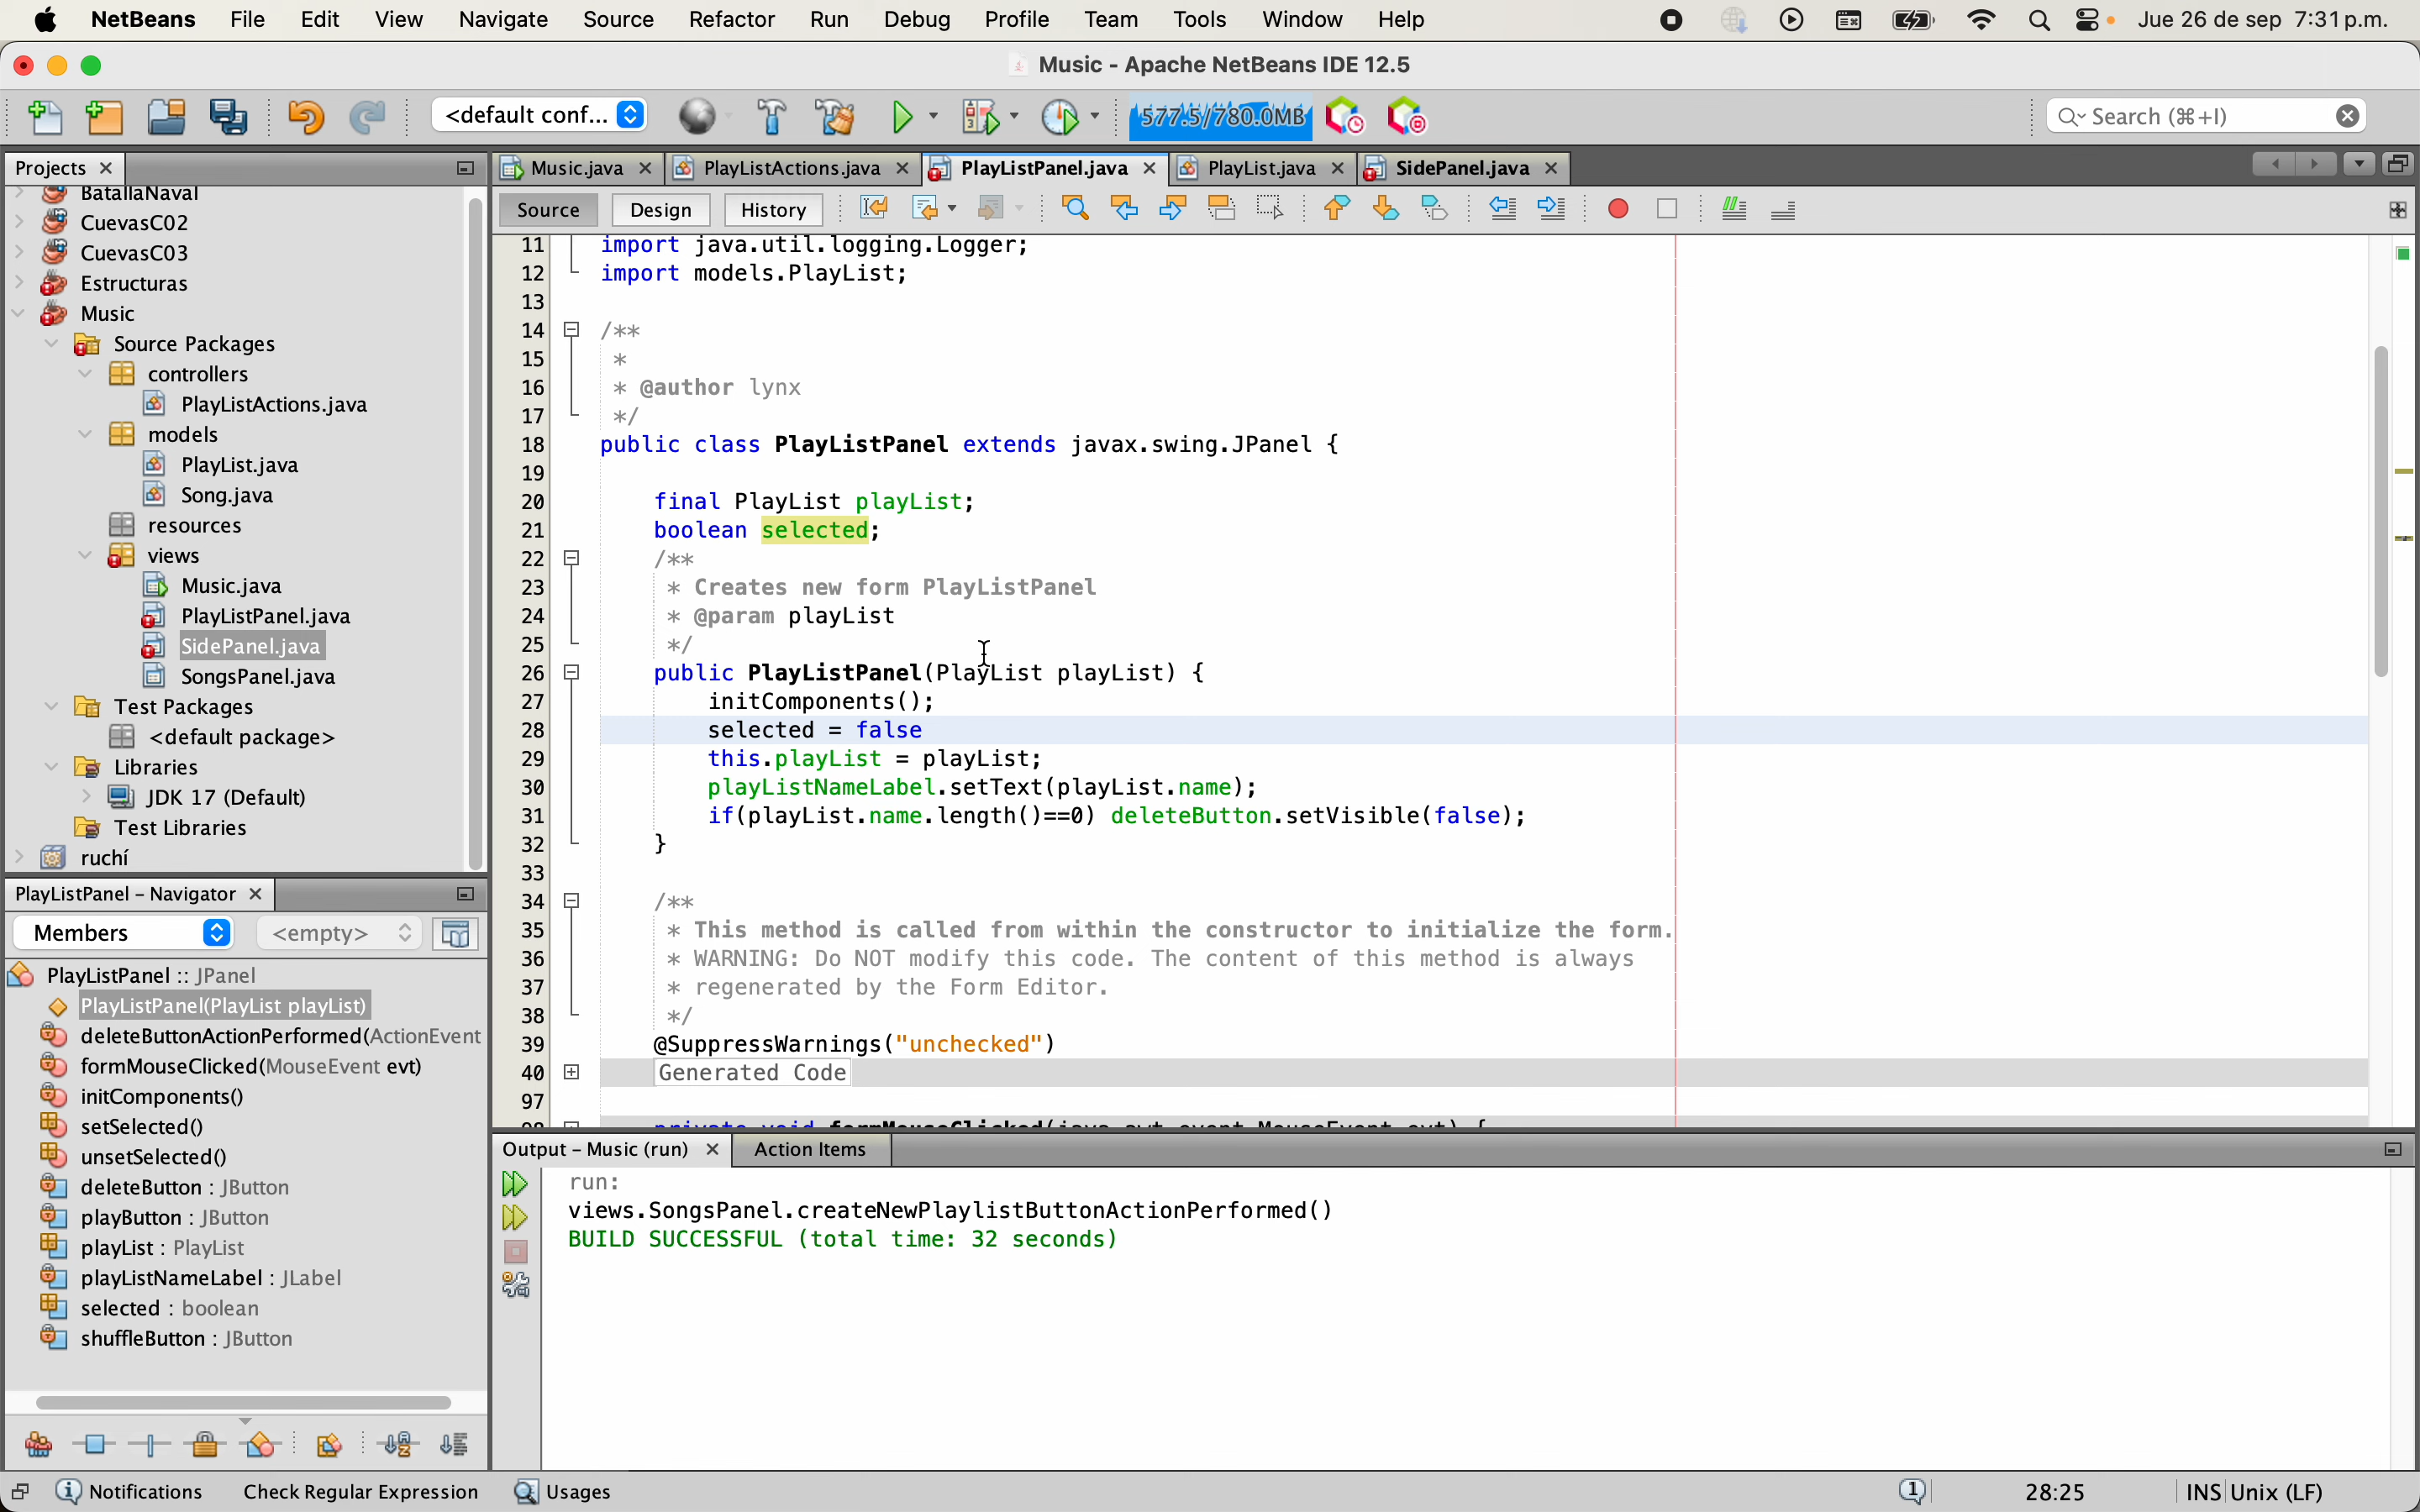 NetBeans File Edit View Navigate Source Refactor Run Debug Profile Team Tools Window Help Jue 26 de sep 7:31 p.m.
Music - Apache NetBeans IDE 12.5
<default conf... 577.5/780.0MB Search (⌘+I)
Projects
BatallaNaval
CuevasC02
CuevasC03
Estructuras
Music
Source Packages
controllers
PlayListActions.java
models
PlayList.java
Song.java
resources
views
Music.java
PlayListPanel.java
SidePanel.java
SongsPanel.java
Test Packages
<default package>
Libraries
JDK 17 (Default)
Test Libraries
ruchí
PlayListPanel - Navigator
Members <empty>
PlayListPanel :: JPanel
PlayListPanel(PlayList playList)
deleteButtonActionPerformed(ActionEvent
formMouseClicked(MouseEvent evt)
initComponents()
setSelected()
unsetSelected()
deleteButton : JButton
playButton : JButton
playList : PlayList
playListNameLabel : JLabel
selected : boolean
shuffleButton : JButton
Music.java PlayListActions.java PlayListPanel.java PlayList.java SidePanel.java
Source Design History
11 import java.util.logging.Logger;
12 import models.PlayList;
13
14 /**
15 *
16 * @author lynx
17 */
18 public class PlayListPanel extends javax.swing.JPanel {
19
20 final PlayList playList;
21 boolean selected;
22 /**
23 * Creates new form PlayListPanel
24 * @param playList
25 */
26 public PlayListPanel(PlayList playList) {
27 initComponents();
28 selected = false
29 this.playList = playList;
30 playListNameLabel.setText(playList.name);
31 if(playList.name.length()==0) deleteButton.setVisible(false);
32 }
33
34 /**
35 * This method is called from within the constructor to initialize the form.
36 * WARNING: Do NOT modify this code. The content of this method is always
37 * regenerated by the Form Editor.
38 */
39 @SuppressWarnings("unchecked")
40 Generated Code
97
98 private void formMouseClicked(java.awt.event.MouseEvent evt) {
Output - Music (run) Action Items
run:
views.SongsPanel.createNewPlaylistButtonActionPerformed()
BUILD SUCCESSFUL (total time: 32 seconds)
Notifications Check Regular Expression Usages 1 28:25 INS Unix (LF)